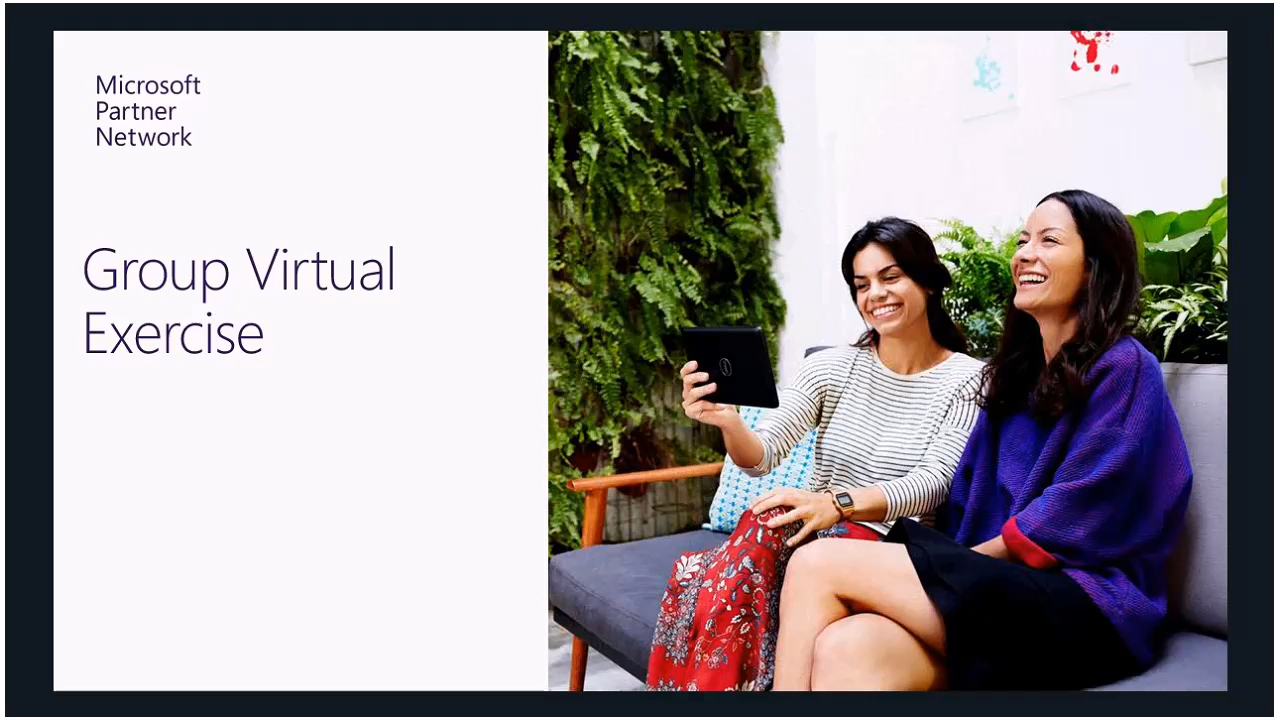 Microsoft
Partner
Network
Group Virtual
Exercise